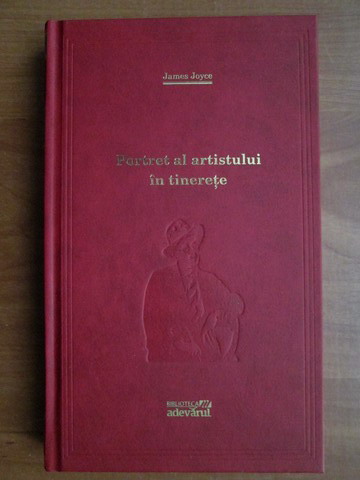 James Joyce
Portret al artistului
în tinerețe
BIBLIOTECA
adevărul